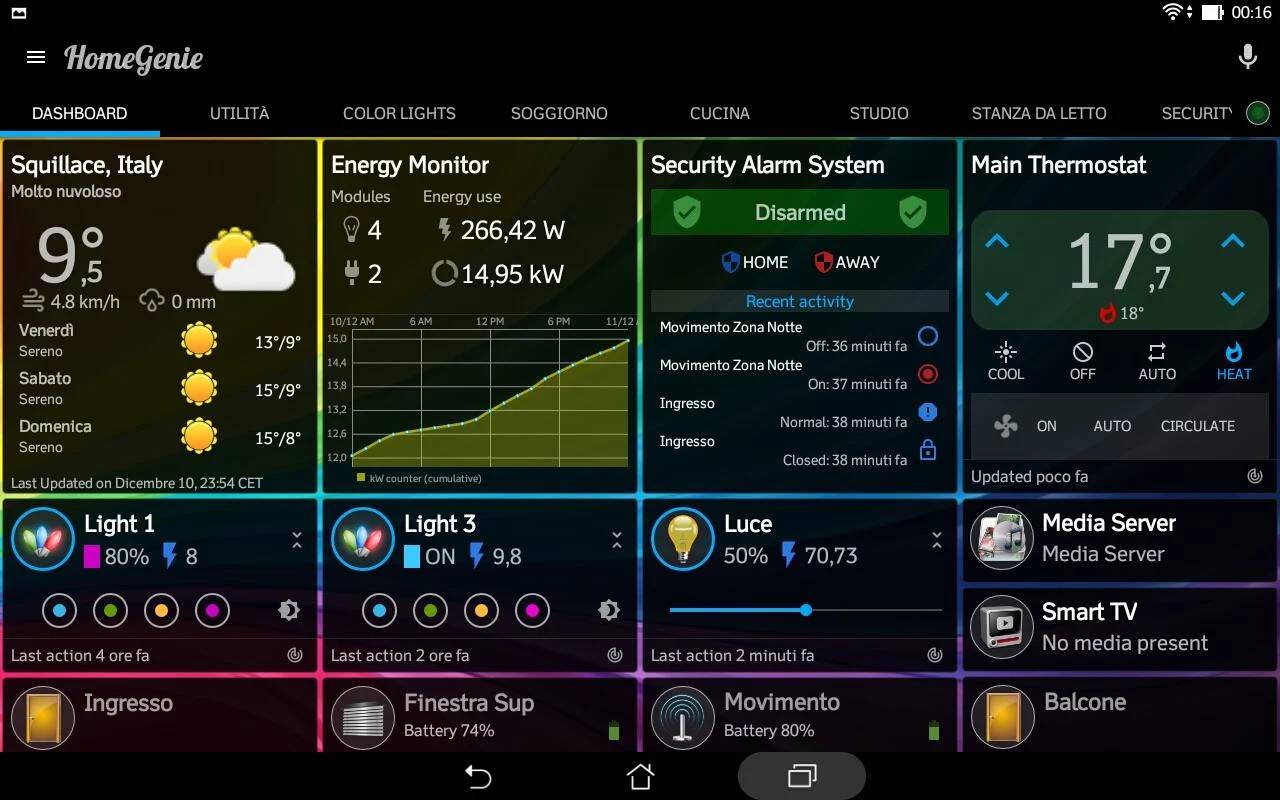 00:16
HomeGenie
DASHBOARD UTILITÀ COLOR LIGHTS SOGGIORNO CUCINA STUDIO STANZA DA LETTO SECURITY
Squillace, Italy
Molto nuvoloso
9°,5
4.8 km/h 0 mm
Venerdì
Sereno
13°/9°
Sabato
Sereno
15°/9°
Domenica
Sereno
15°/8°
Last Updated on Dicembre 10, 23:54 CET
Energy Monitor
Modules Energy use
4 266,42 W
2 14,95 kW
10/12 AM 6 AM 12 PM 6 PM 11/12
15,0
14,4
13,8
13,2
12,6
12,0
kW counter (cumulative)
Security Alarm System
Disarmed
HOME AWAY
Recent activity
Movimento Zona Notte
Off: 36 minuti fa
Movimento Zona Notte
On: 37 minuti fa
Ingresso
Normal: 38 minuti fa
Ingresso
Closed: 38 minuti fa
Main Thermostat
17°,7
18°
COOL OFF AUTO HEAT
ON AUTO CIRCULATE
Updated poco fa
Light 1
80% 8
Last action 4 ore fa
Light 3
ON 9,8
Last action 2 ore fa
Luce
50% 70,73
Last action 2 minuti fa
Media Server
Media Server
Smart TV
No media present
Ingresso
Finestra Sup
Battery 74%
Movimento
Battery 80%
Balcone